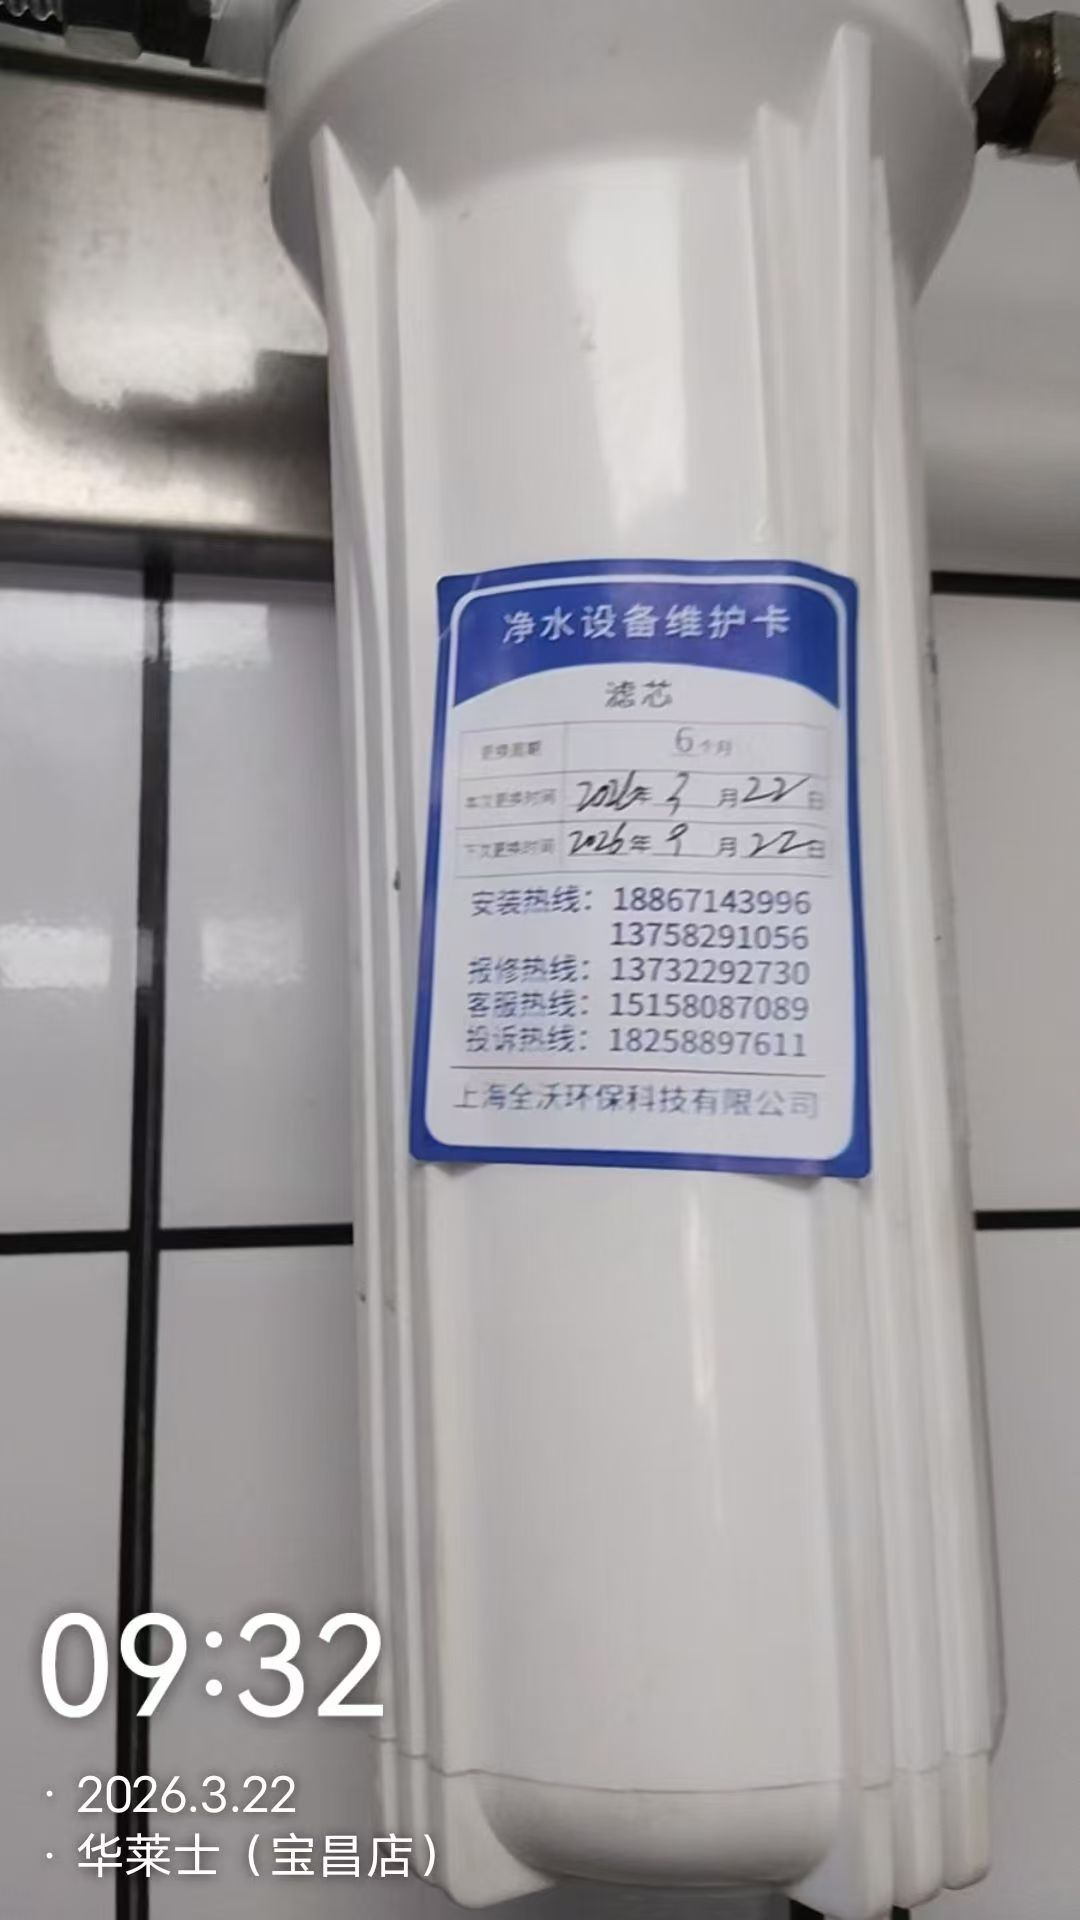 净水设备维护卡
滤芯
更换周期 6个月
本次更换时间 2026年3月22日
下次更换时间 2026年9月22日
安装热线：18867143996
13758291056
报修热线：13732292730
客服热线：15158087089
投诉热线：18258897611
上海全沃环保科技有限公司
09:32
· 2026.3.22
· 华莱士（宝昌店）